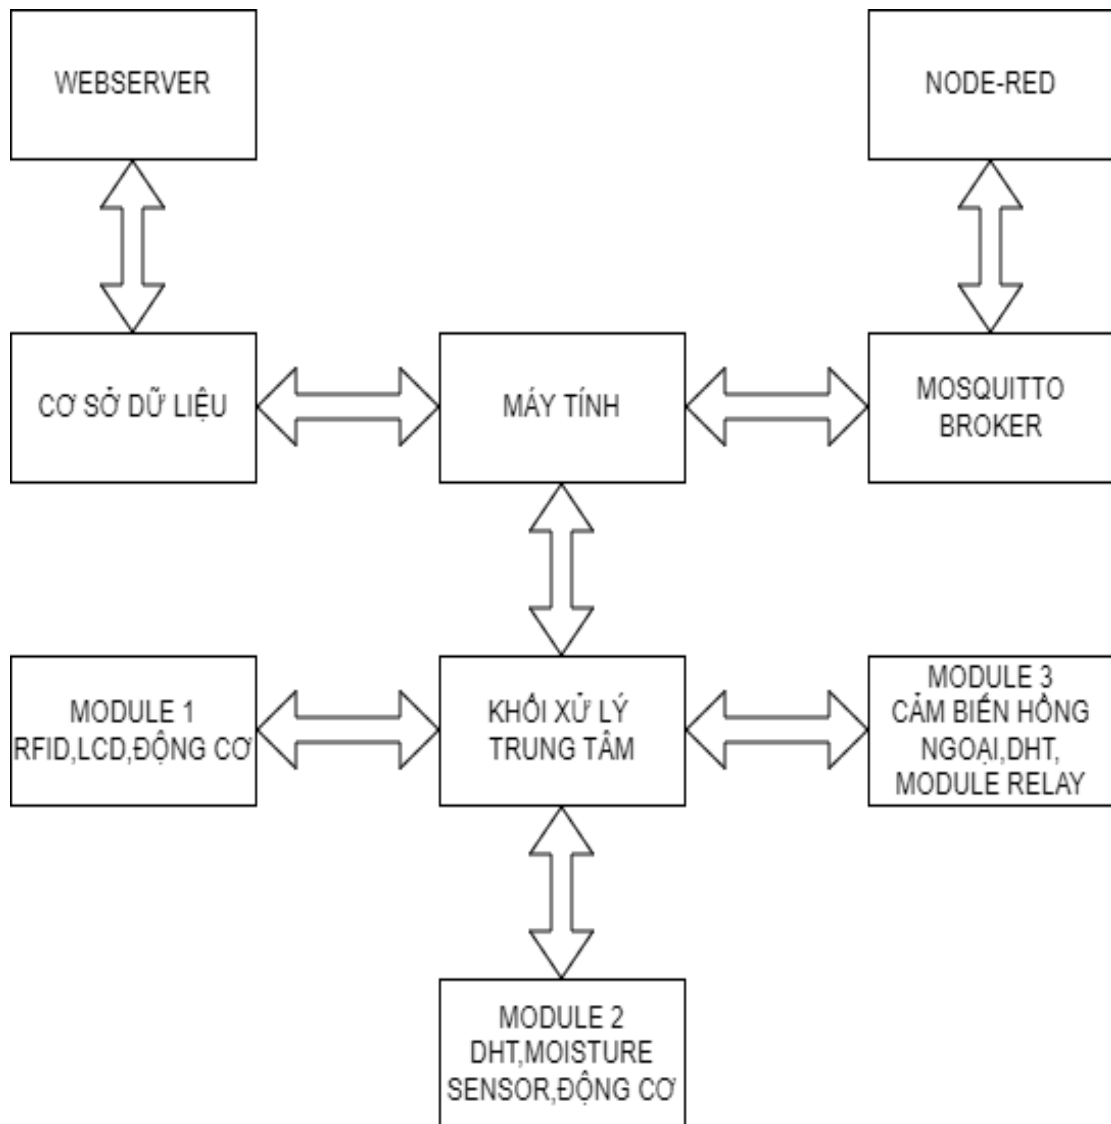 WEBSERVER
NODE-RED
CƠ SỞ DỮ LIỆU
MÁY TÍNH
MOSQUITTO
BROKER
MODULE 1
RFID,LCD,ĐỘNG CƠ
KHỐI XỬ LÝ
TRUNG TÂM
MODULE 3
CẢM BIẾN HỒNG
NGOẠI,DHT,
MODULE RELAY
MODULE 2
DHT,MOISTURE
SENSOR,ĐỘNG CƠ